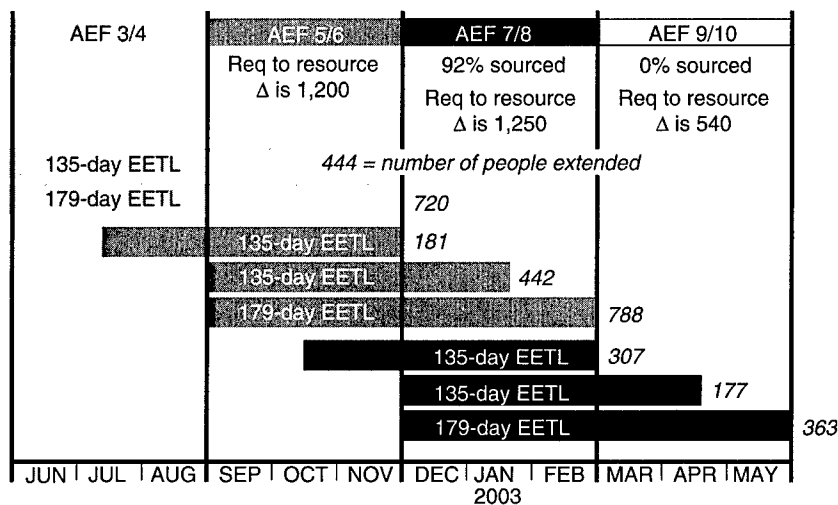 AEF 3/4 AEF 5/6 AEF 7/8 AEF 9/10
Req to resource
Δ is 1,200
92% sourced
Req to resource
Δ is 1,250
0% sourced
Req to resource
Δ is 540
135-day EETL 444 = number of people extended
179-day EETL 720
135-day EETL 181
135-day EETL 442
179-day EETL 788
135-day EETL 307
135-day EETL 177
179-day EETL 363
JUN JUL AUG SEP OCT NOV DEC JAN FEB MAR APR MAY
2003